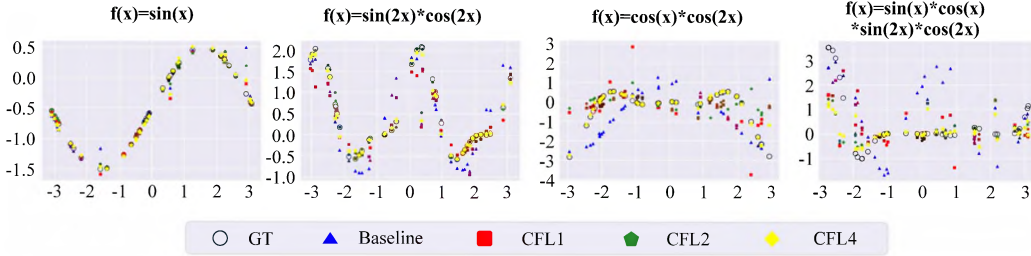 f(x)=sin(x)
f(x)=sin(2x)*cos(2x)
f(x)=cos(x)*cos(2x)
f(x)=sin(x)*cos(x)
*sin(2x)*cos(2x)
0.5
0.0
-0.5
-1.0
-1.5
-3 -2 -1 0 1 2 3
2.0
1.5
1.0
0.5
0.0
-0.5
-1.0
-3 -2 -1 0 1 2 3
3
2
1
0
-1
-2
-3
-4
-3 -2 -1 0 1 2 3
4
3
2
1
0
-1
-3 -2 -1 0 1 2 3
GT Baseline CFL1 CFL2 CFL4